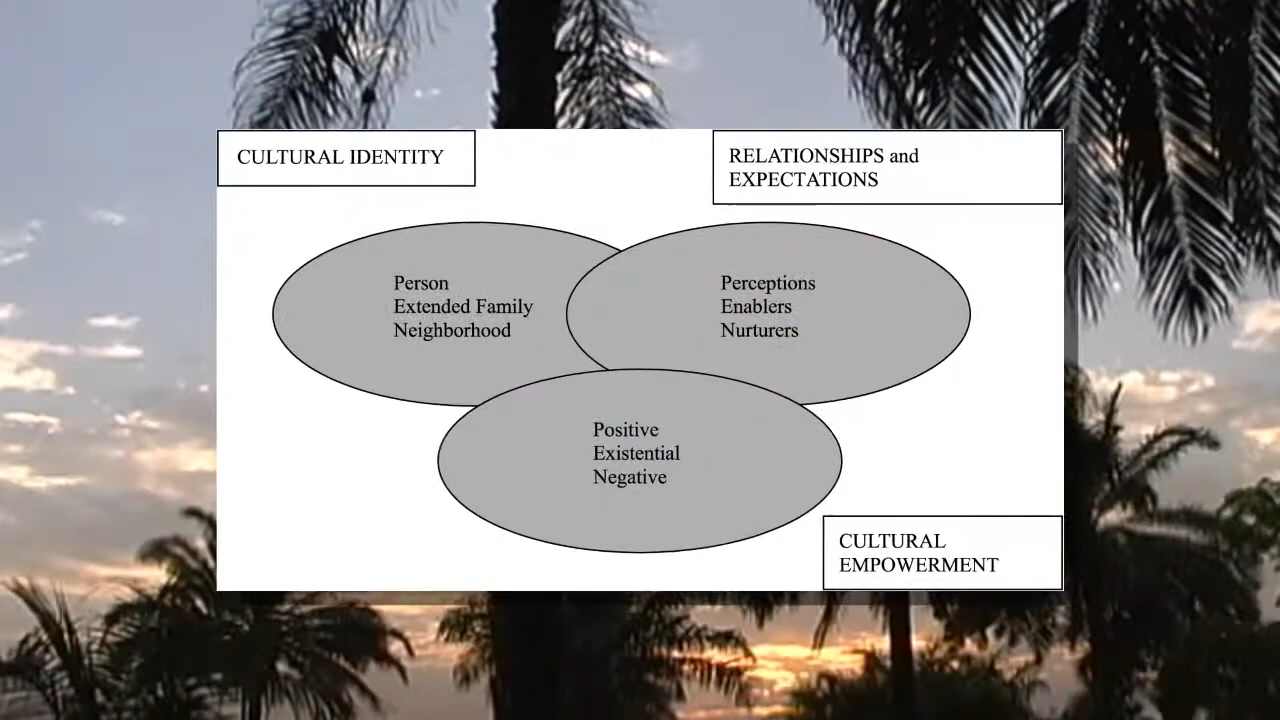 CULTURAL IDENTITY
RELATIONSHIPS and
EXPECTATIONS
Person
Extended Family
Neighborhood
Perceptions
Enablers
Nurturers
Positive
Existential
Negative
CULTURAL
EMPOWERMENT